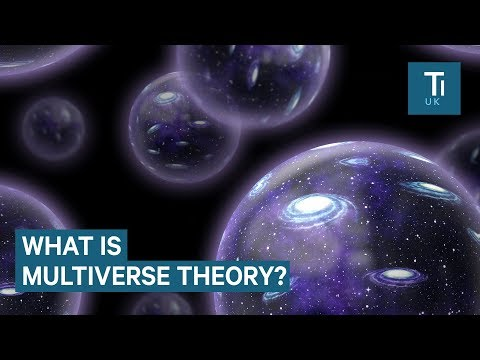 Ti
UK
WHAT IS
MULTIVERSE THEORY?